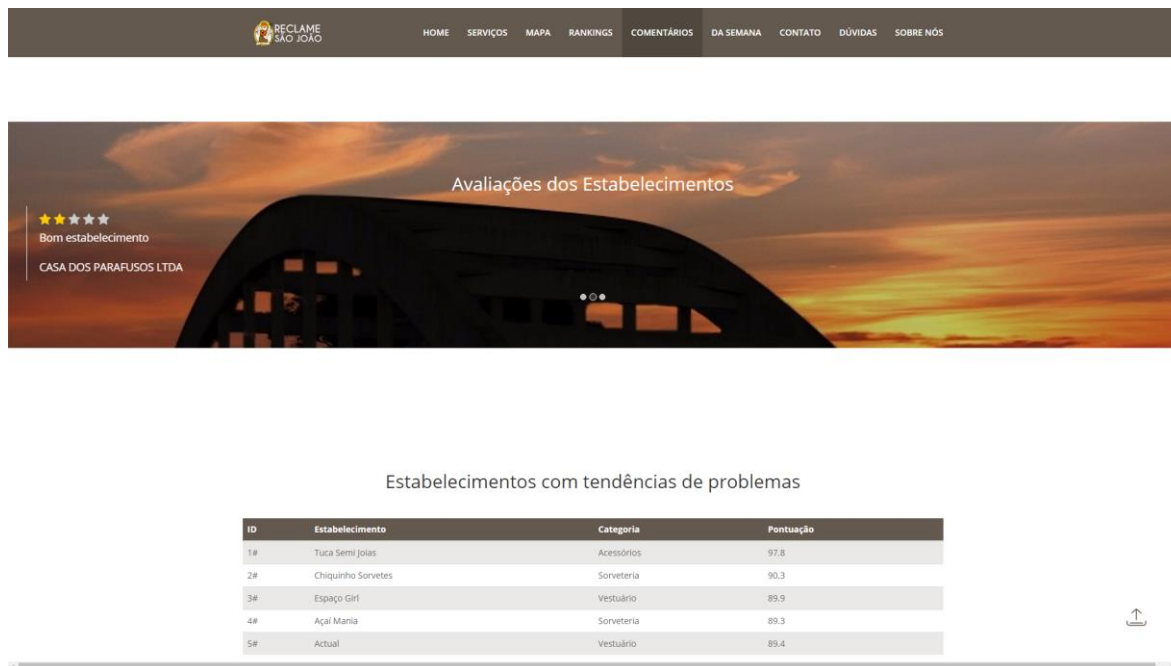 RECLAME
SÃO JOÃO
HOME SERVIÇOS MAPA RANKINGS COMENTÁRIOS DA SEMANA CONTATO DÚVIDAS SOBRE NÓS
Avaliações dos Estabelecimentos
Bom estabelecimento
CASA DOS PARAFUSOS LTDA
Estabelecimentos com tendências de problemas
ID Estabelecimento Categoria Pontuação
1# Tuca Semi Joias Acessórios 97.8
2# Chiquinho Sorvetes Sorveteria 90.3
3# Espaço Girl Vestuário 89.9
4# Açaí Mania Sorveteria 89.3
5# Actual Vestuário 89.4